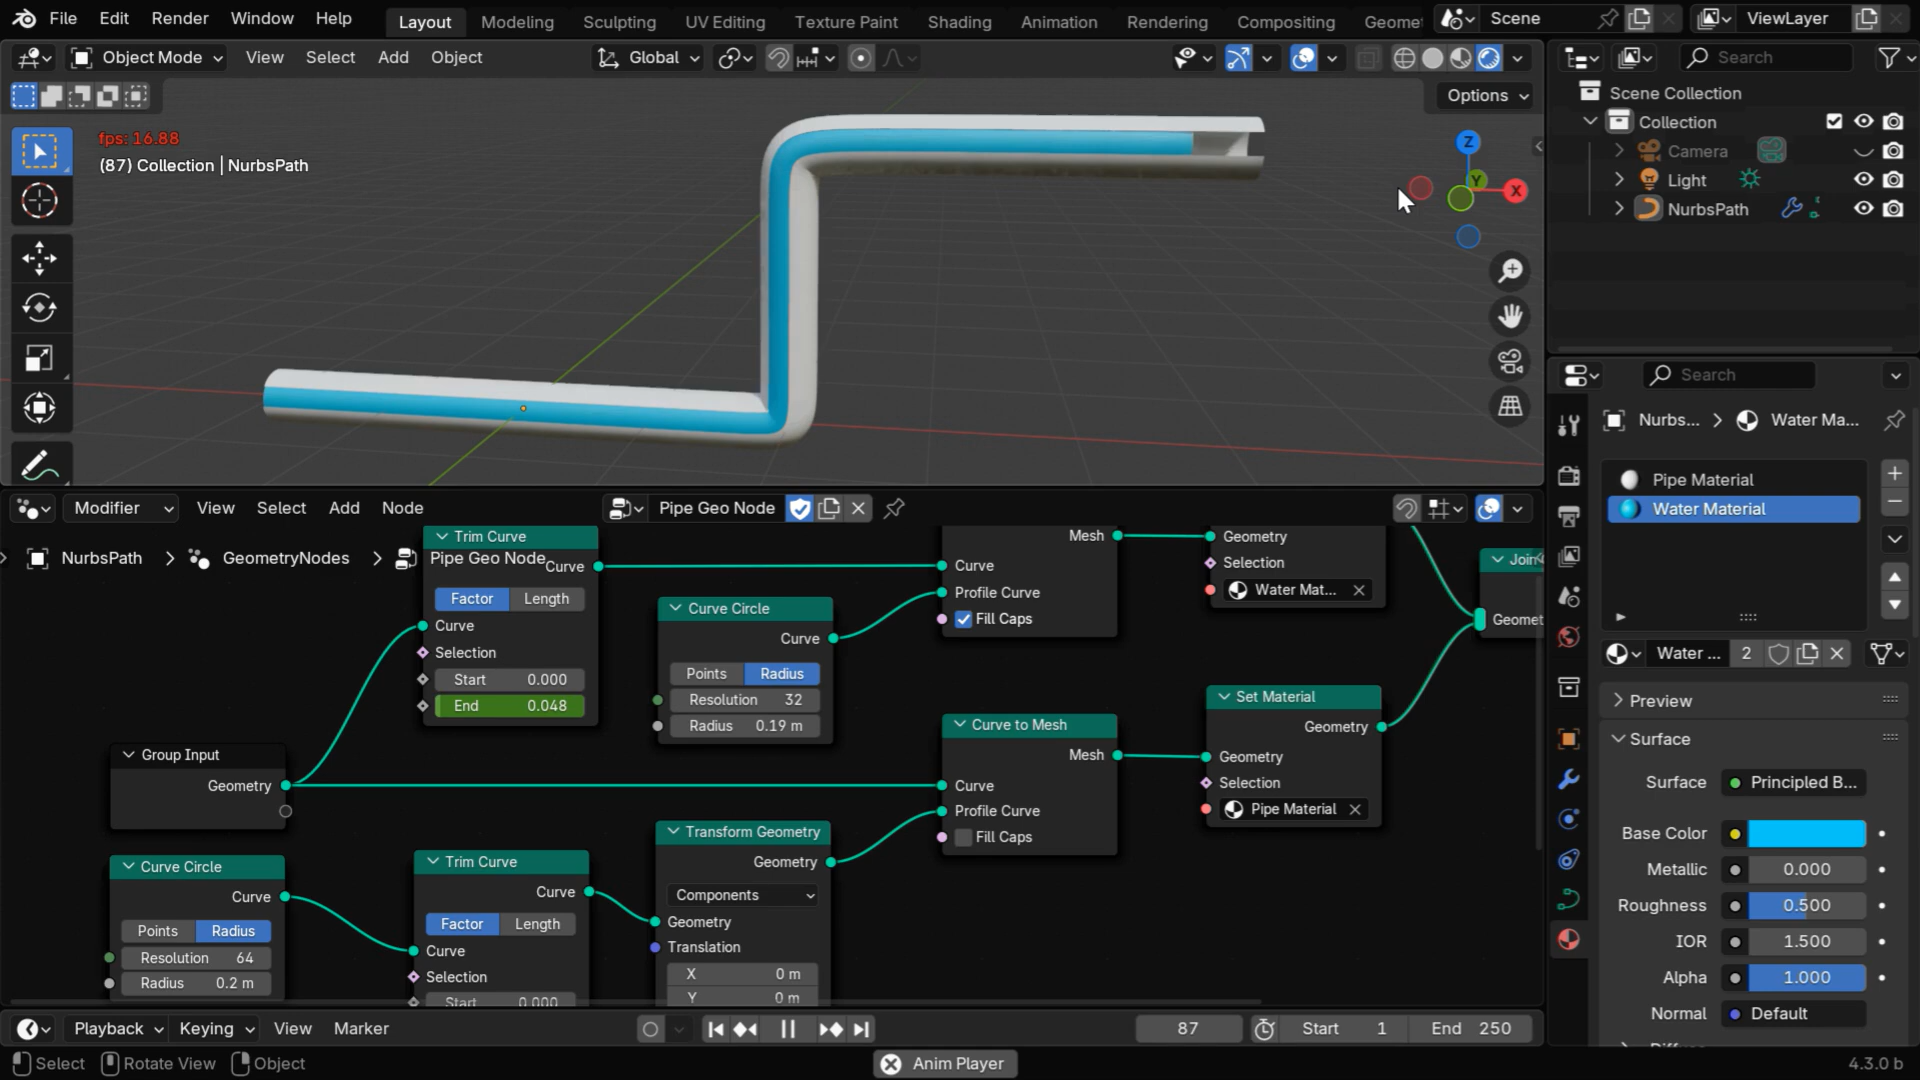 File Edit Render Window Help Layout Modeling Sculpting UV Editing Texture Paint Shading Animation Rendering Compositing Geome Scene ViewLayer
Object Mode View Select Add Object Global Search
Options
fps: 16.88
(87) Collection | NurbsPath
Z
Y
X
Scene Collection
Collection
Camera
Light
NurbsPath
Search
Nurbs... Water Ma...
Pipe Material
Water Material
Water ... 2
Preview
Surface
Surface Principled B...
Base Color
Metallic 0.000
Roughness 0.500
IOR 1.500
Alpha 1.000
Normal Default
Modifier View Select Add Node Pipe Geo Node
NurbsPath GeometryNodes Pipe Geo Node
Trim Curve
Curve
Factor Length
Curve
Selection
Start 0.000
End 0.048
Curve Circle
Curve
Points Radius
Resolution 32
Radius 0.19 m
Mesh
Curve
Profile Curve
Fill Caps
Geometry
Selection
Water Mat...
Join
Geomet
Group Input
Geometry
Curve to Mesh
Mesh
Curve
Profile Curve
Fill Caps
Set Material
Geometry
Geometry
Selection
Pipe Material
Curve Circle
Curve
Points Radius
Resolution 64
Radius 0.2 m
Trim Curve
Curve
Factor Length
Curve
Selection
Start 0.000
Transform Geometry
Geometry
Components
Geometry
Translation
X 0 m
Y 0 m
Playback Keying View Marker 87 Start 1 End 250
Select Rotate View Object Anim Player 4.3.0 b